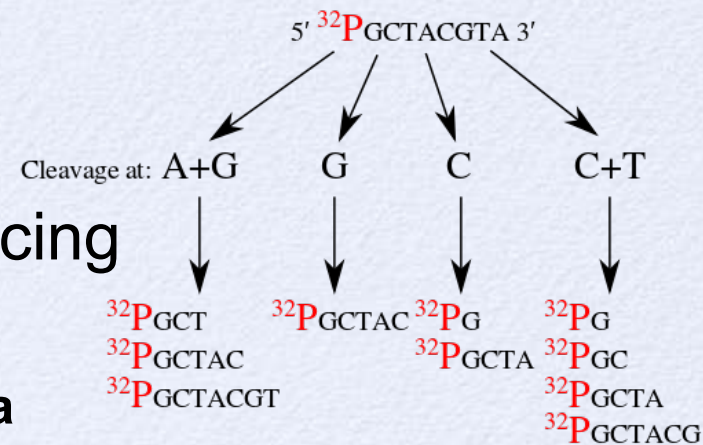 5′ ³²PGCTACGTA 3′
Cleavage at: A+G G C C+T
cing
³²PGCT ³²PGCTAC ³²PG ³²PG
³²PGCTAC ³²PGCTA ³²PGC
³²PGCTACGT ³²PGCTA
a
³²PGCTACG